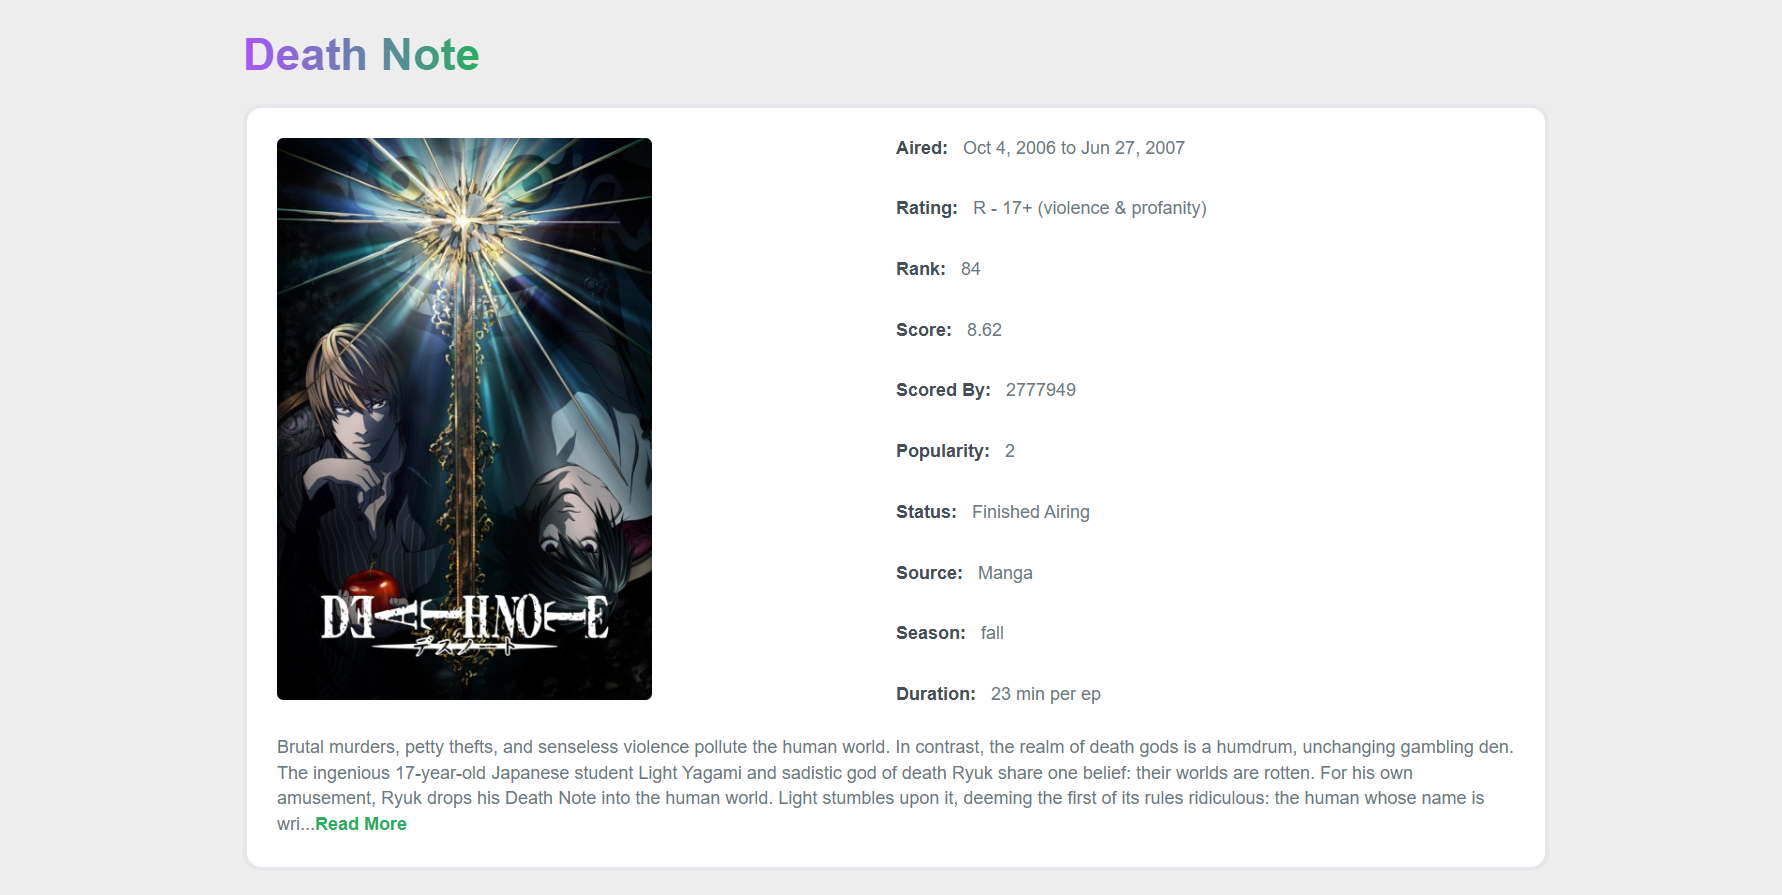 Death Note
Aired: Oct 4, 2006 to Jun 27, 2007
Rating: R - 17+ (violence & profanity)
Rank: 84
Score: 8.62
Scored By: 2777949
Popularity: 2
Status: Finished Airing
Source: Manga
Season: fall
Duration: 23 min per ep
DEATH NOTE
デスノート
Brutal murders, petty thefts, and senseless violence pollute the human world. In contrast, the realm of death gods is a humdrum, unchanging gambling den.
The ingenious 17-year-old Japanese student Light Yagami and sadistic god of death Ryuk share one belief: their worlds are rotten. For his own
amusement, Ryuk drops his Death Note into the human world. Light stumbles upon it, deeming the first of its rules ridiculous: the human whose name is
wri...Read More